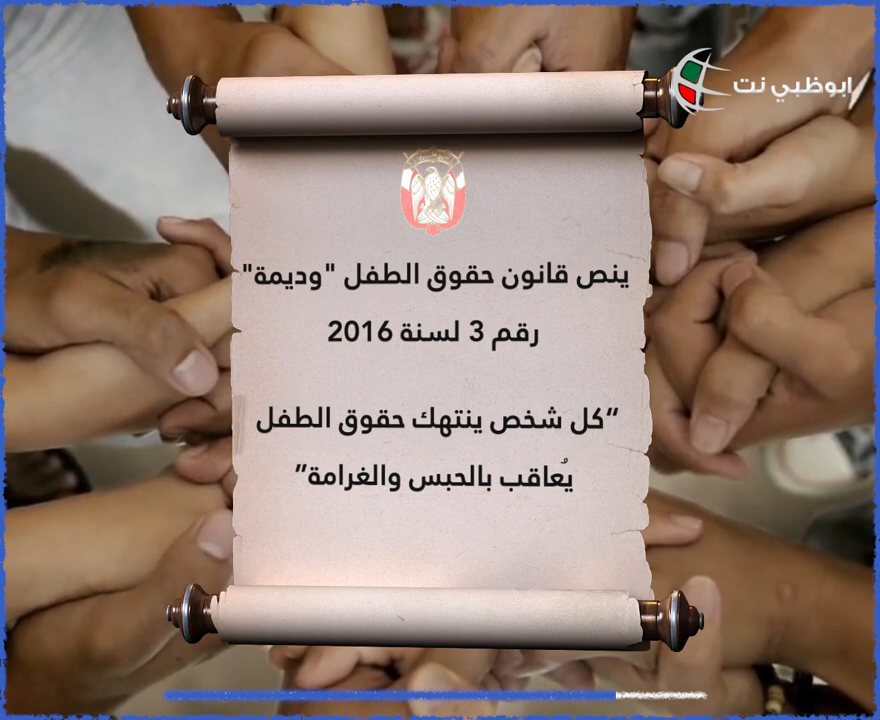 ابوظبي نت
ينص قانون حقوق الطفل "وديمة"
رقم 3 لسنة 2016
“كل شخص ينتهك حقوق الطفل
يُعاقب بالحبس والغرامة”